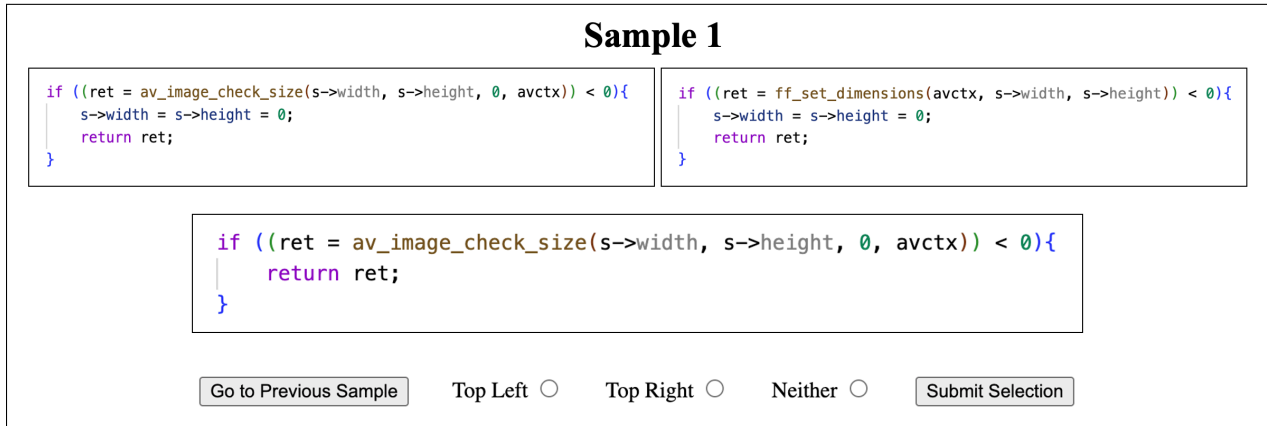 Sample 1
if ((ret = av_image_check_size(s->width, s->height, 0, avctx)) < 0){
    s->width = s->height = 0;
    return ret;
}
if ((ret = ff_set_dimensions(avctx, s->width, s->height)) < 0){
    s->width = s->height = 0;
    return ret;
}
if ((ret = av_image_check_size(s->width, s->height, 0, avctx)) < 0){
    return ret;
}
Go to Previous Sample Top Left Top Right Neither Submit Selection